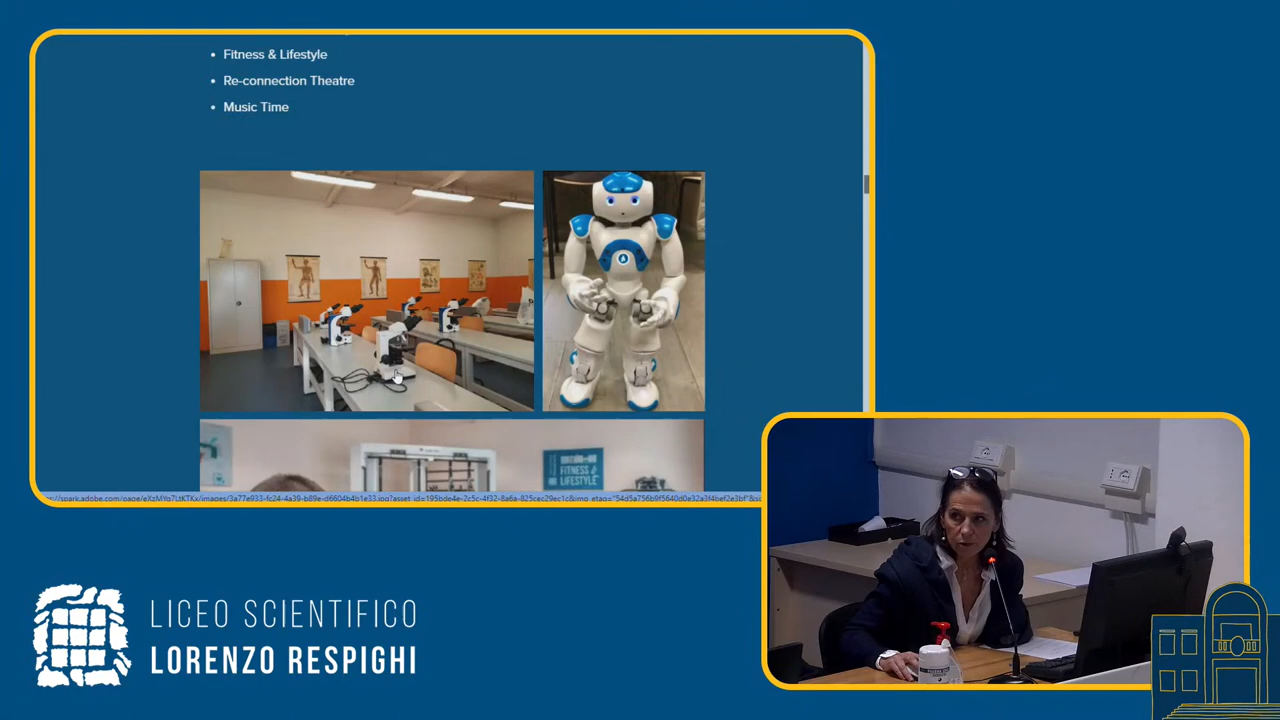 Fitness & Lifestyle
Re-connection Theatre
Music Time
FITNESS &
LIFESTYLE
LICEO SCIENTIFICO
LORENZO RESPIGHI